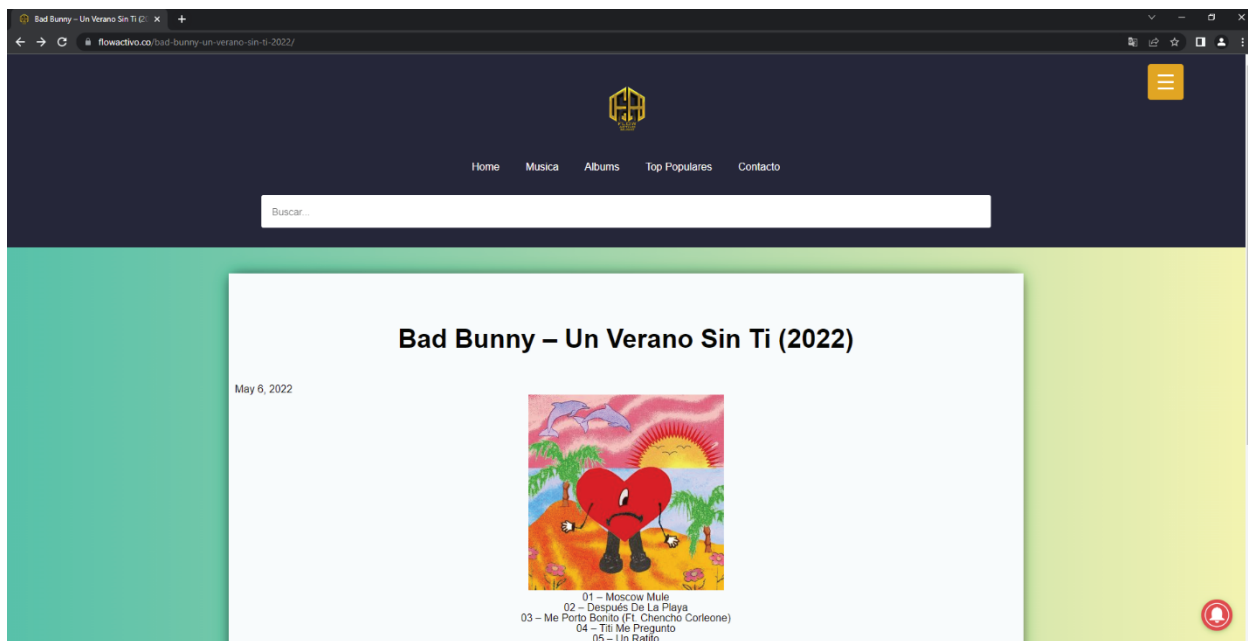 Bad Bunny – Un Verano Sin Ti (2
flowactivo.co/bad-bunny-un-verano-sin-ti-2022/
FLOW
Home Musica Albums Top Populares Contacto
Buscar...
Bad Bunny – Un Verano Sin Ti (2022)
May 6, 2022
01 – Moscow Mule
02 – Después De La Playa
03 – Me Porto Bonito (Ft. Chencho Corleone)
04 – Titi Me Pregunto
05 – Un Ratito